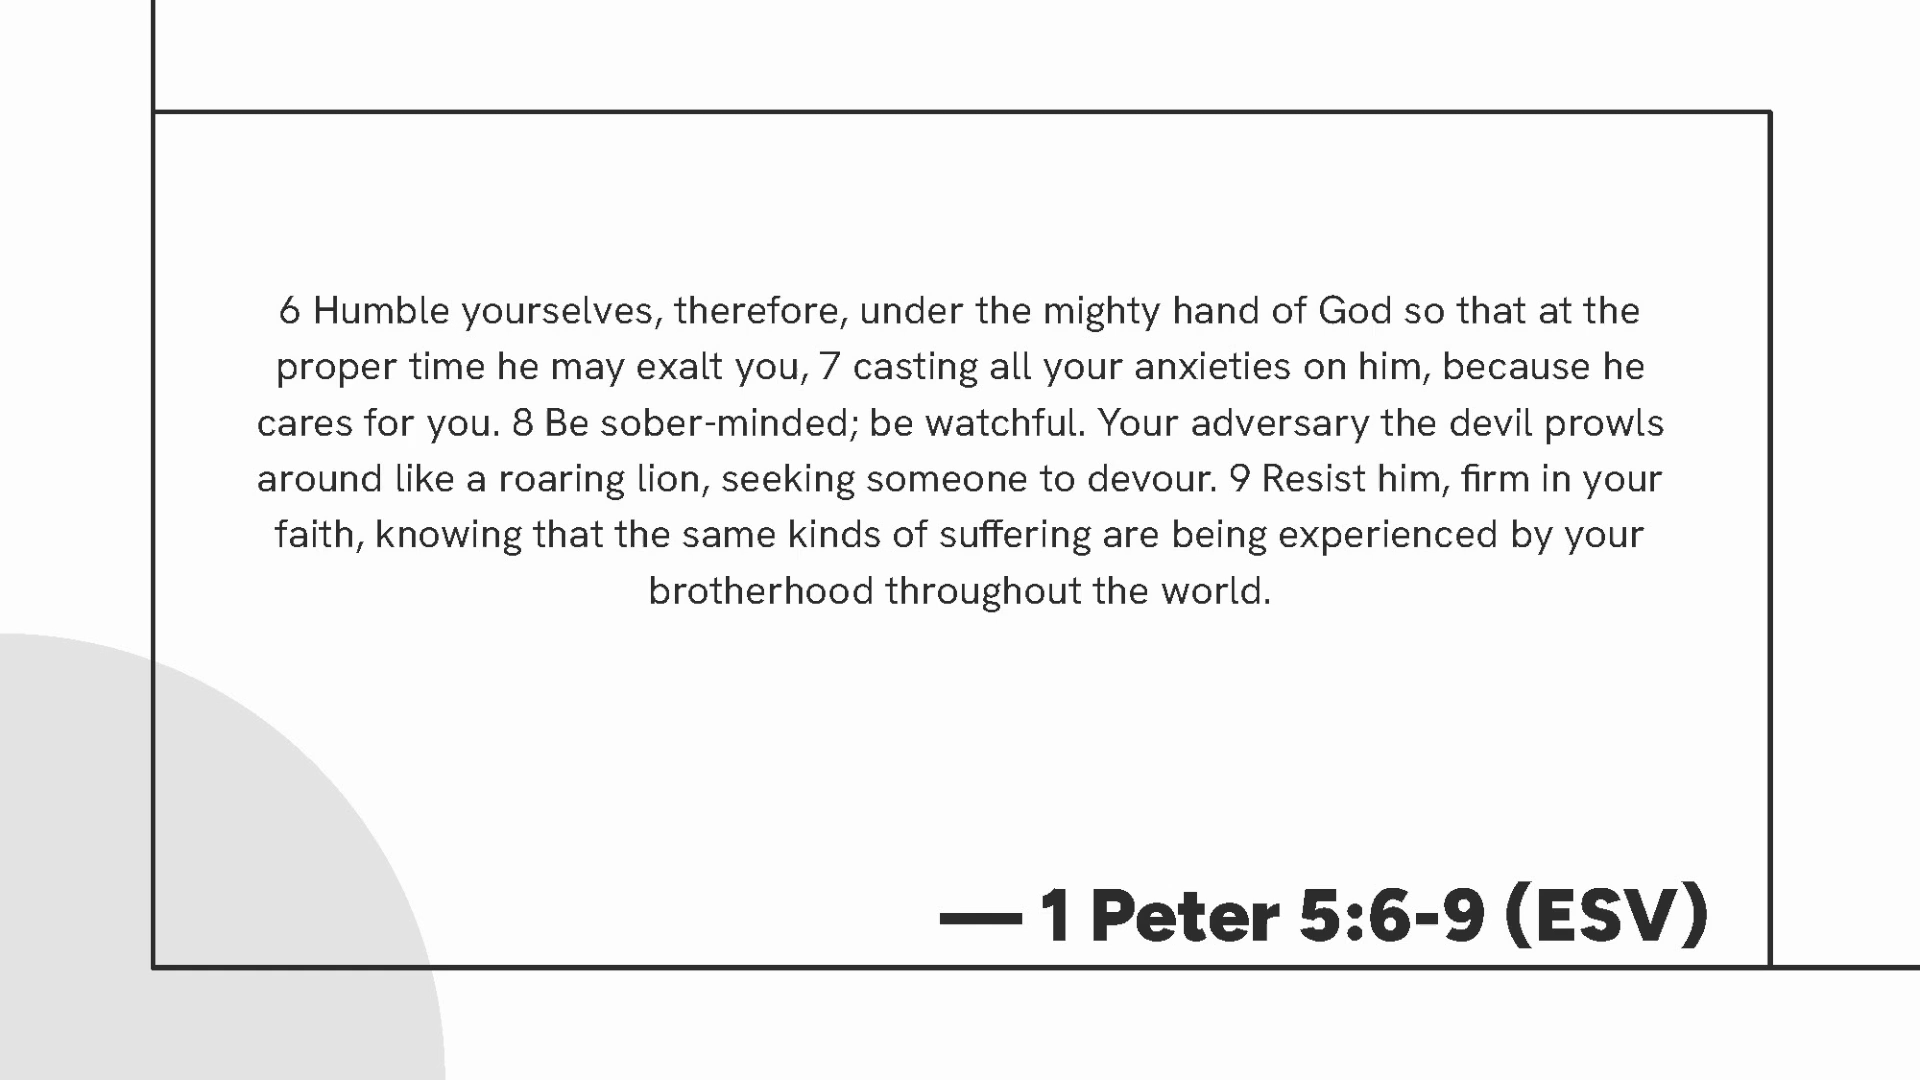 6 Humble yourselves, therefore, under the mighty hand of God so that at the
proper time he may exalt you, 7 casting all your anxieties on him, because he
cares for you. 8 Be sober-minded; be watchful. Your adversary the devil prowls
around like a roaring lion, seeking someone to devour. 9 Resist him, firm in your
faith, knowing that the same kinds of suffering are being experienced by your
brotherhood throughout the world.
— 1 Peter 5:6-9 (ESV)